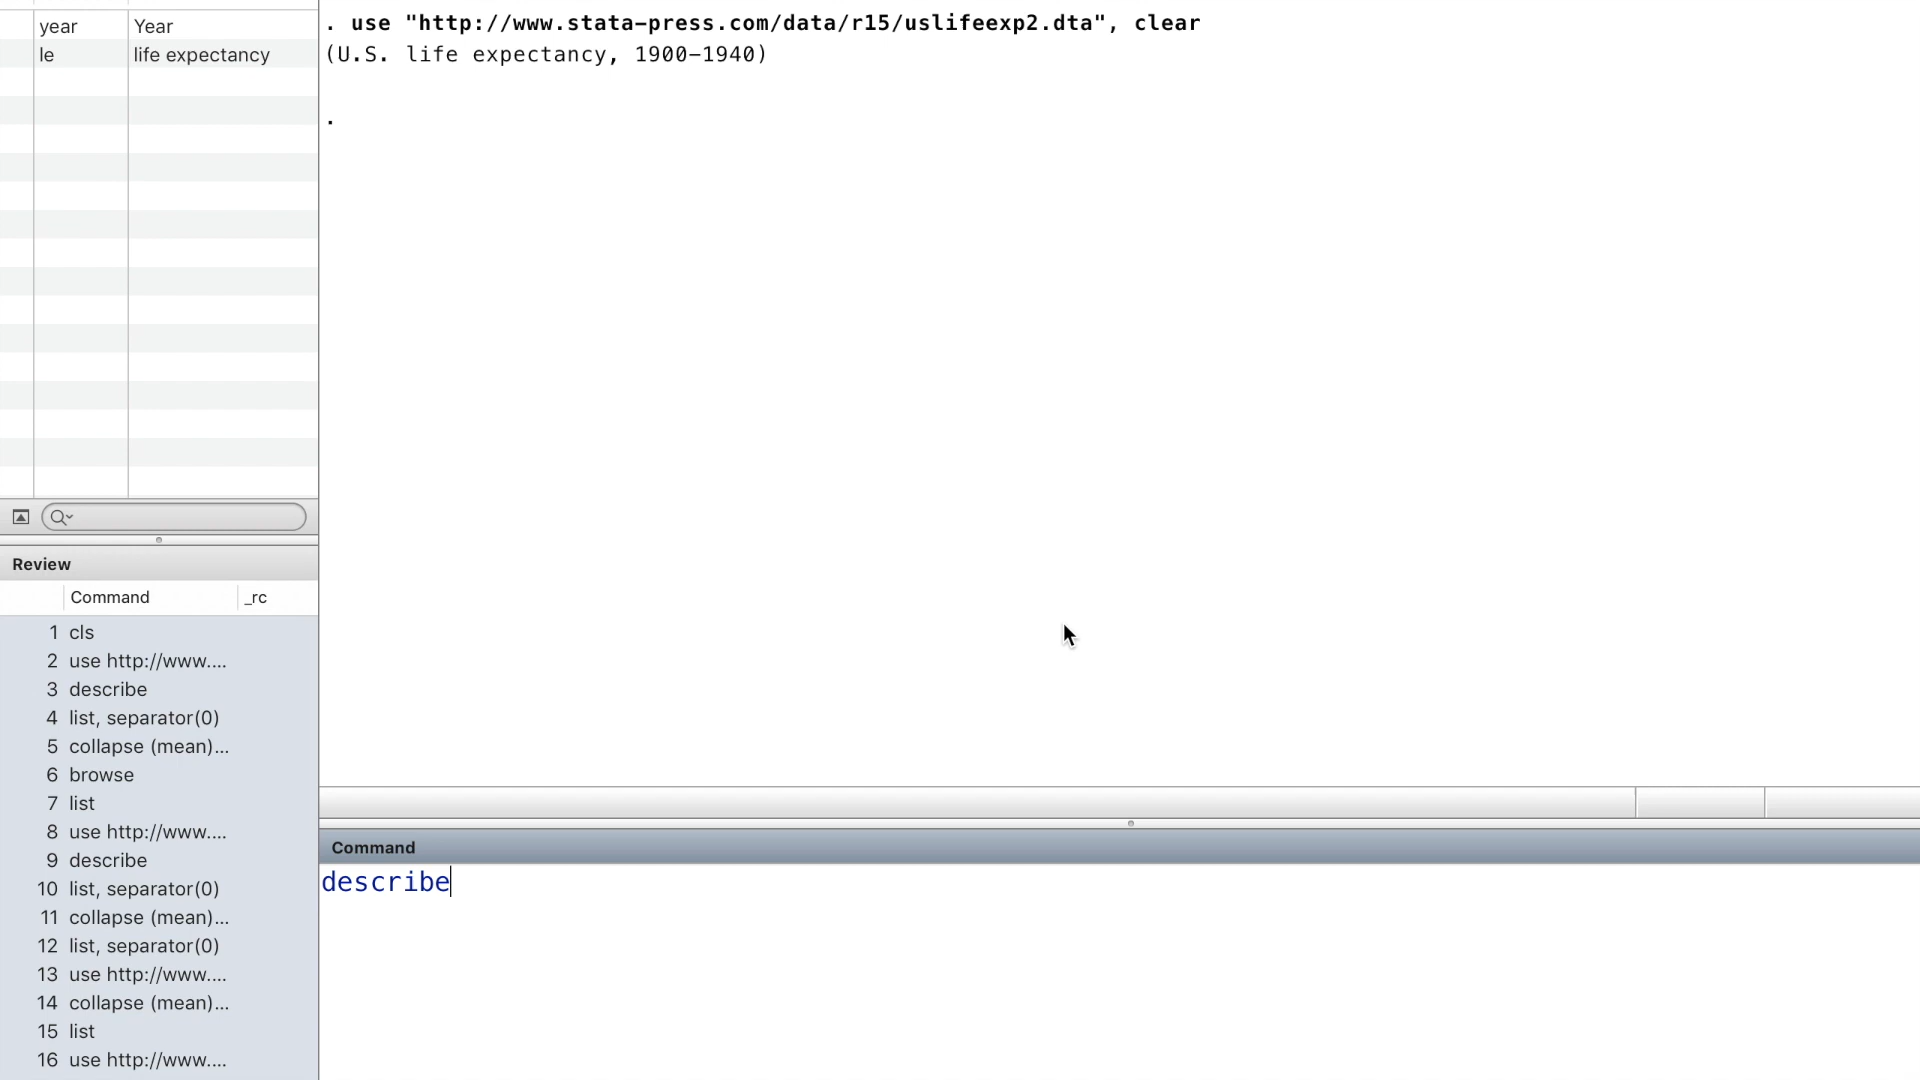 year Year
le life expectancy
. use "http://www.stata-press.com/data/r15/uslifeexp2.dta", clear
(U.S. life expectancy, 1900-1940)
.
Review
Command _rc
1 cls
2 use http://www....
3 describe
4 list, separator(0)
5 collapse (mean)...
6 browse
7 list
8 use http://www....
9 describe
10 list, separator(0)
11 collapse (mean)...
12 list, separator(0)
13 use http://www....
14 collapse (mean)...
15 list
16 use http://www....
Command
describe